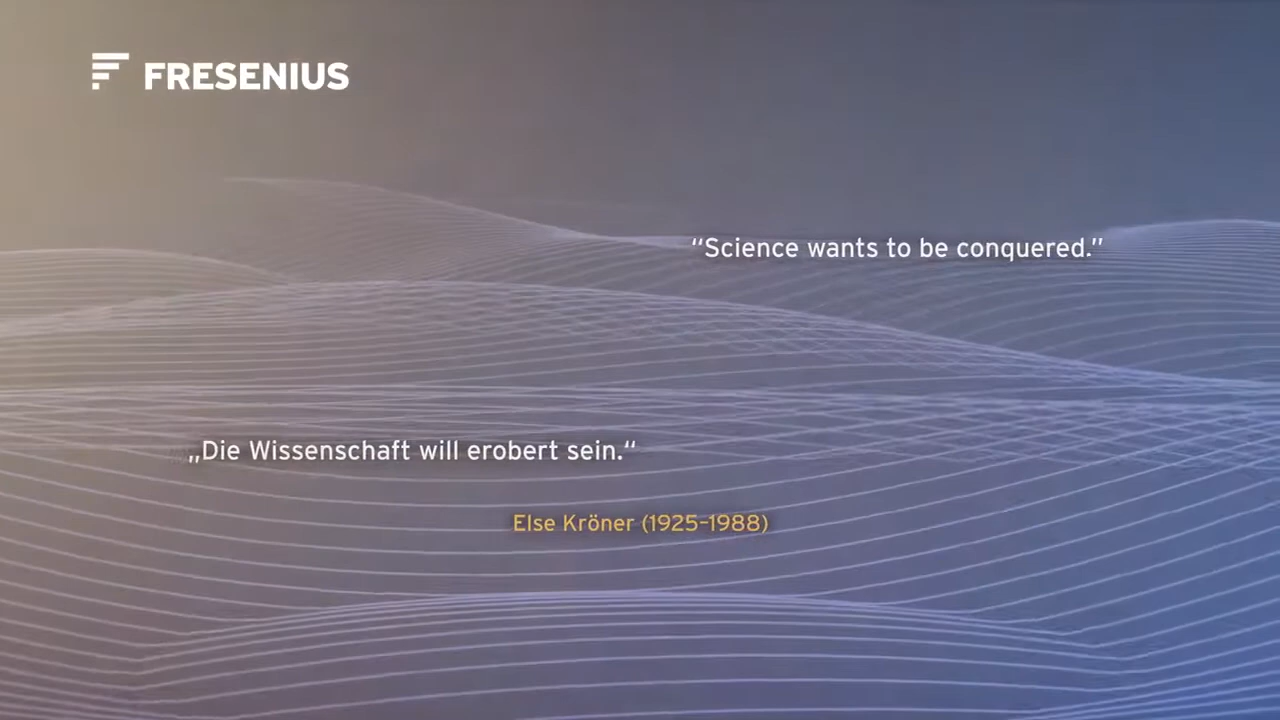 FRESENIUS
“Science wants to be conquered.”
„Die Wissenschaft will erobert sein.“
Else Kröner (1925–1988)